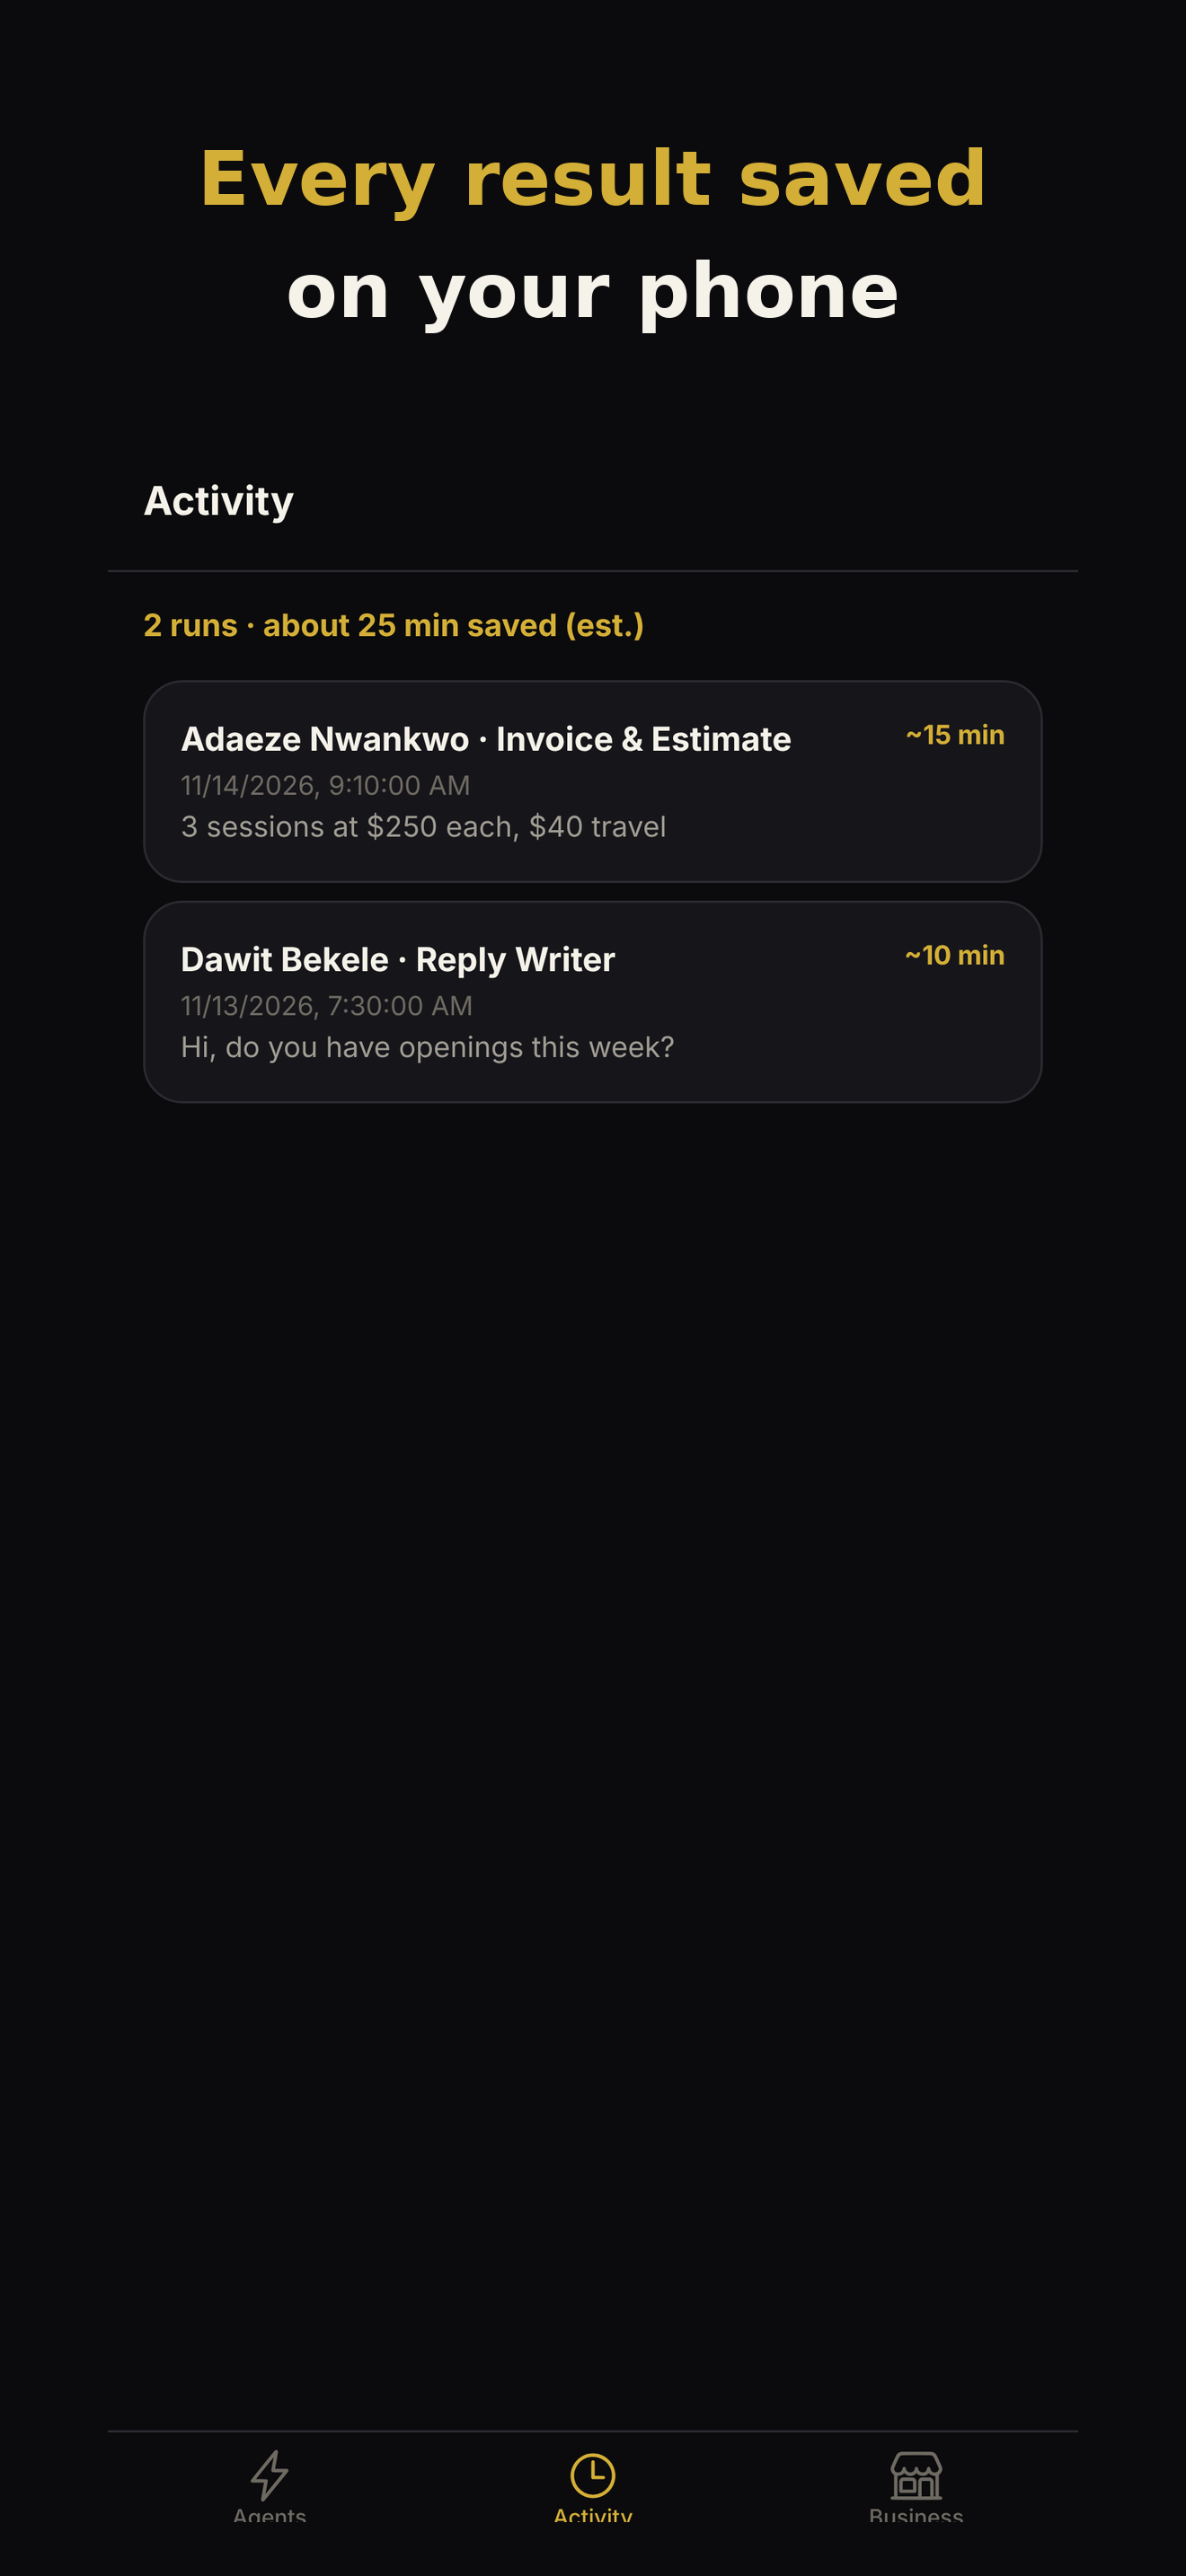 Every result saved
on your phone
Activity
2 runs · about 25 min saved (est.)
Adaeze Nwankwo · Invoice & Estimate ~15 min
11/14/2026, 9:10:00 AM
3 sessions at $250 each, $40 travel
Dawit Bekele · Reply Writer ~10 min
11/13/2026, 7:30:00 AM
Hi, do you have openings this week?
Agents Activity Business